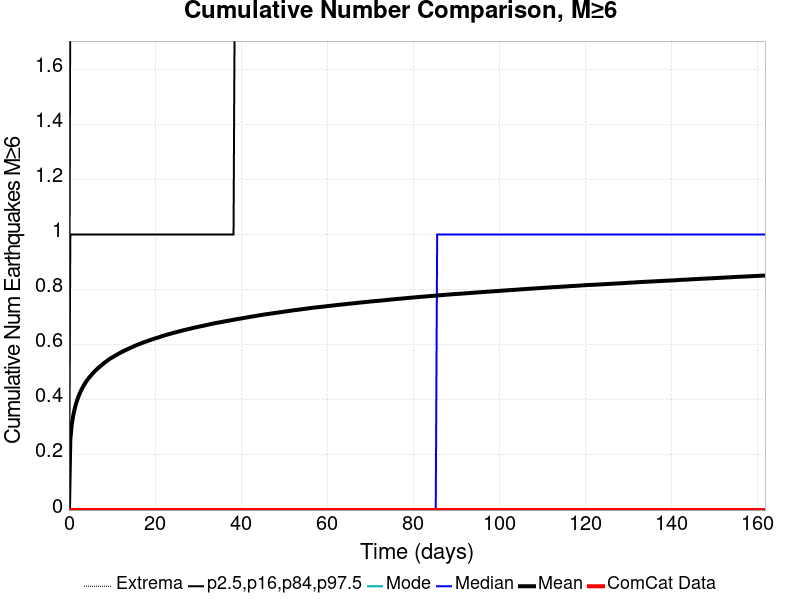 Cumulative Number Comparison, M≥6
Cumulative Num Earthquakes M≥6
1.6
1.4
1.2
1
0.8
0.6
0.4
0.2
0
0 20 40 60 80 100 120 140 160
Time (days)
Extrema p2.5,p16,p84,p97.5 Mode Median Mean ComCat Data